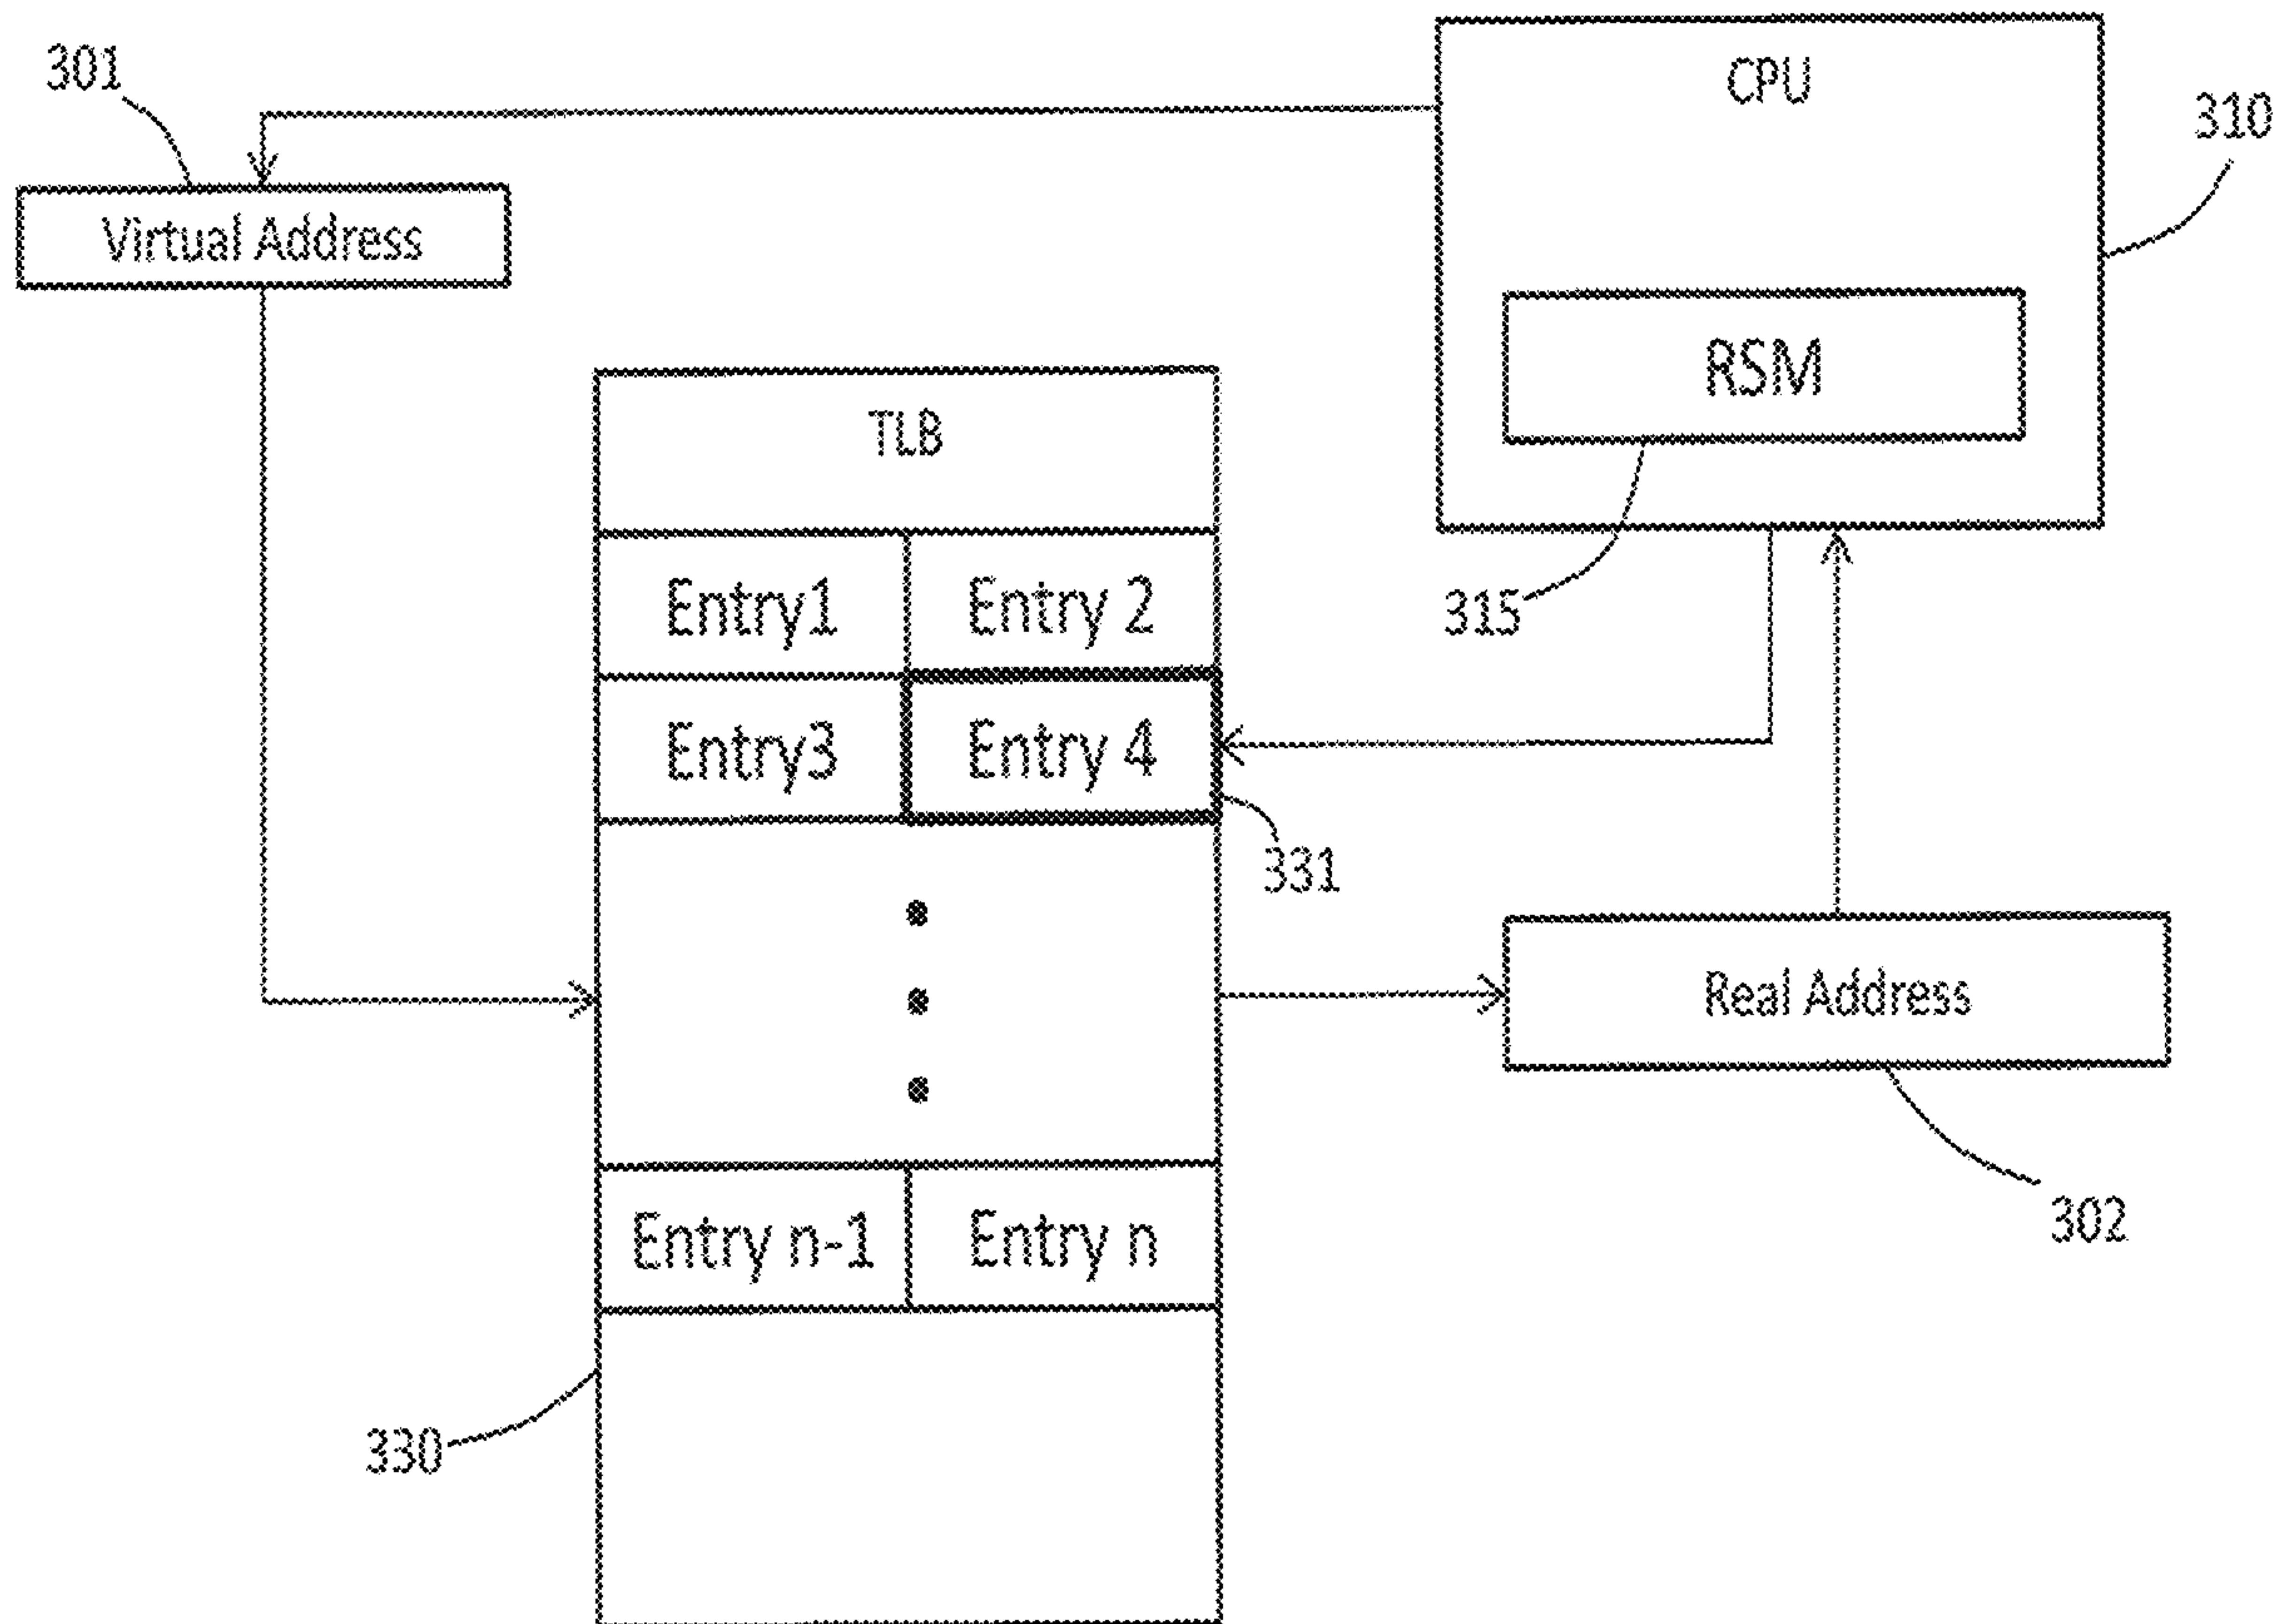 301
CPU
310
Virtual Address
RSM
TLB
315
Entry1
Entry 2
Entry3
Entry 4
331
Real Address
302
Entry n-1
Entry n
330